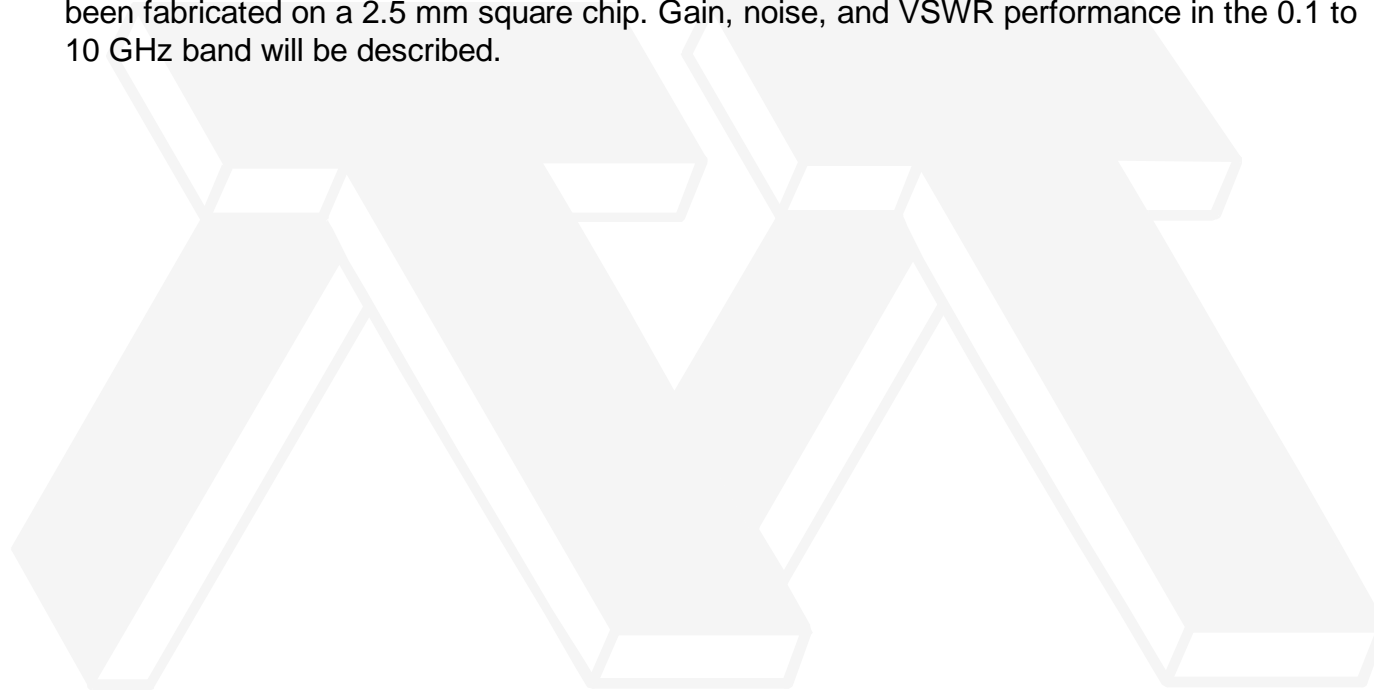 been fabricated on a 2.5 mm square chip. Gain, noise, and VSWR performance in the 0.1 to
10 GHz band will be described.